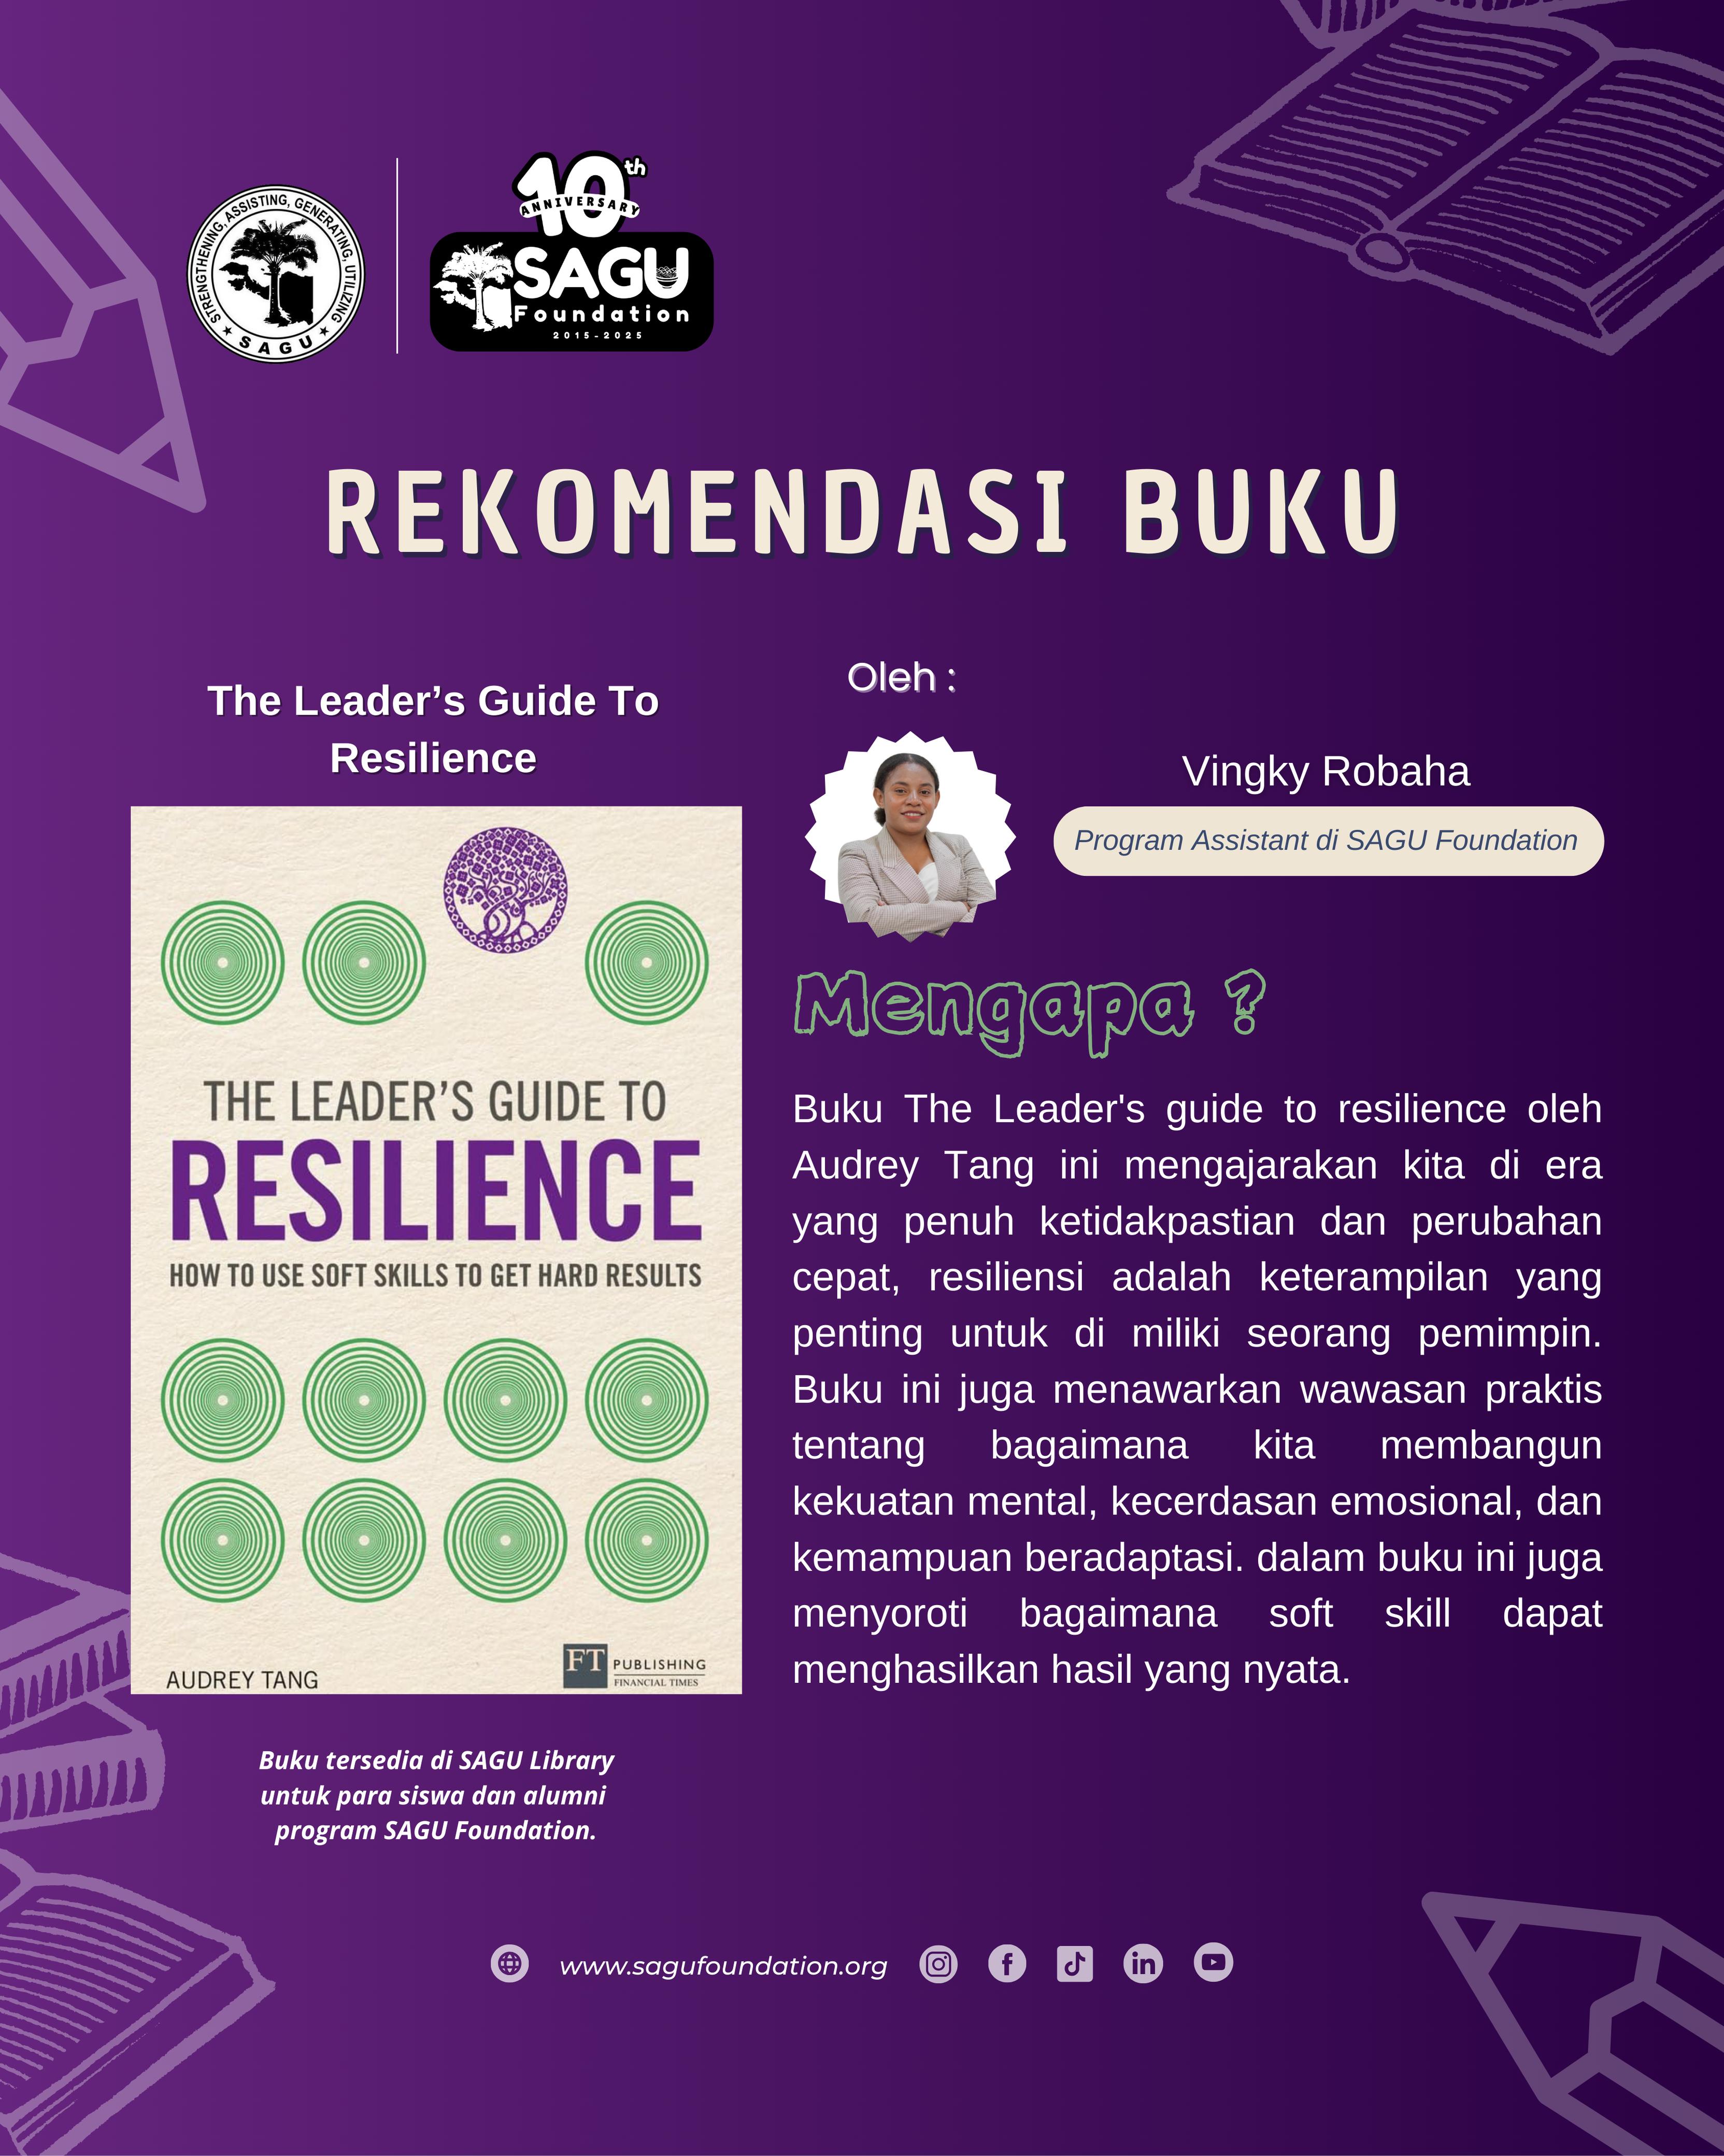 STRENGTHENING, ASSISTING, GENERATING, UTILIZING
★ SAGU ★
10th
ANNIVERSARY
SAGU
Foundation
2015-2025
REKOMENDASI BUKU
The Leader’s Guide To
Resilience
THE LEADER’S GUIDE TO
RESILIENCE
HOW TO USE SOFT SKILLS TO GET HARD RESULTS
AUDREY TANG
FT PUBLISHING
FINANCIAL TIMES
Buku tersedia di SAGU Library
untuk para siswa dan alumni
program SAGU Foundation.
Oleh :
Vingky Robaha
Program Assistant di SAGU Foundation
Mengapa ?
Buku The Leader's guide to resilience oleh
Audrey Tang ini mengajarakan kita di era
yang penuh ketidakpastian dan perubahan
cepat, resiliensi adalah keterampilan yang
penting untuk di miliki seorang pemimpin.
Buku ini juga menawarkan wawasan praktis
tentang bagaimana kita membangun
kekuatan mental, kecerdasan emosional, dan
kemampuan beradaptasi. dalam buku ini juga
menyoroti bagaimana soft skill dapat
menghasilkan hasil yang nyata.
www.sagufoundation.org